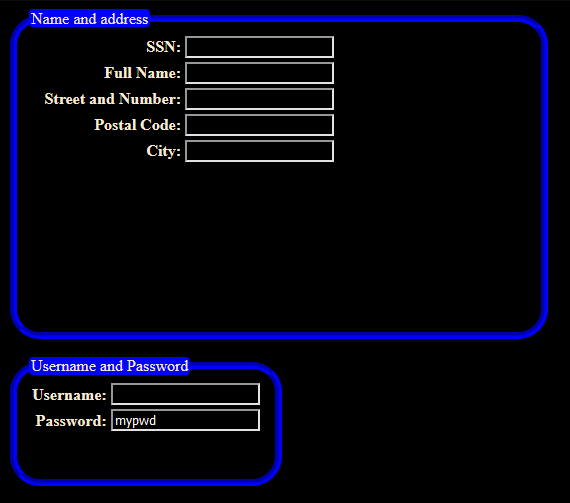 Name and address
SSN:
Full Name:
Street and Number:
Postal Code:
City:
Username and Password
Username:
Password: mypwd